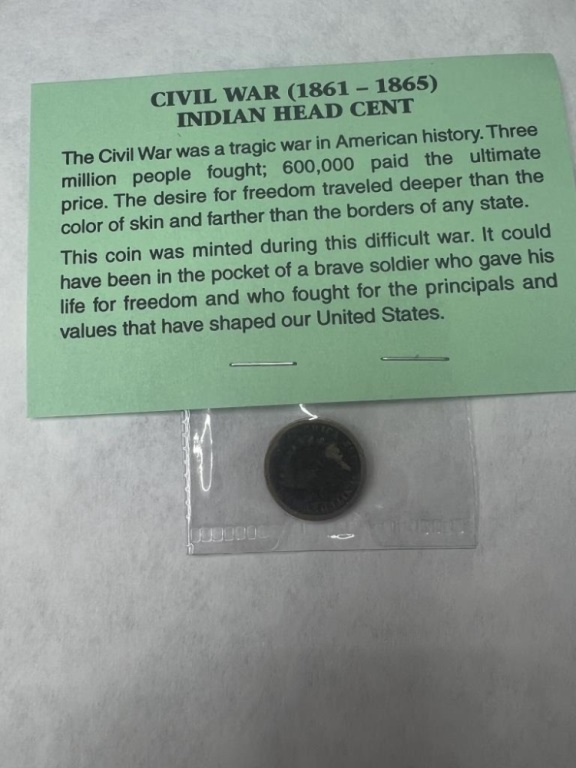 CIVIL WAR (1861 – 1865)
INDIAN HEAD CENT
The Civil War was a tragic war in American history. Three
million people fought; 600,000 paid the ultimate
price. The desire for freedom traveled deeper than the
color of skin and farther than the borders of any state.
This coin was minted during this difficult war. It could
have been in the pocket of a brave soldier who gave his
life for freedom and who fought for the principals and
values that have shaped our United States.